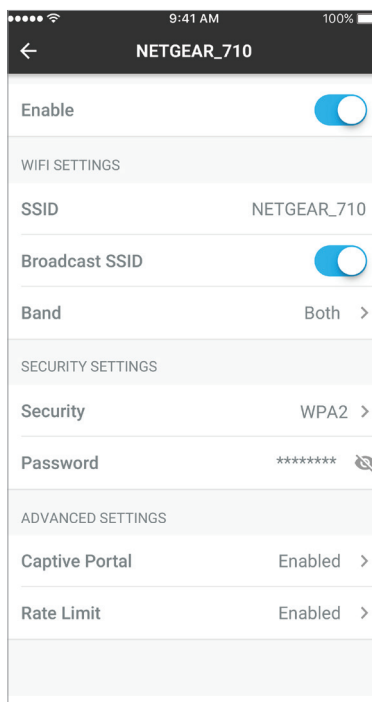 9:41 AM 100%
NETGEAR_710
Enable
WIFI SETTINGS
SSID NETGEAR_710
Broadcast SSID
Band Both
SECURITY SETTINGS
Security WPA2
Password ********
ADVANCED SETTINGS
Captive Portal Enabled
Rate Limit Enabled